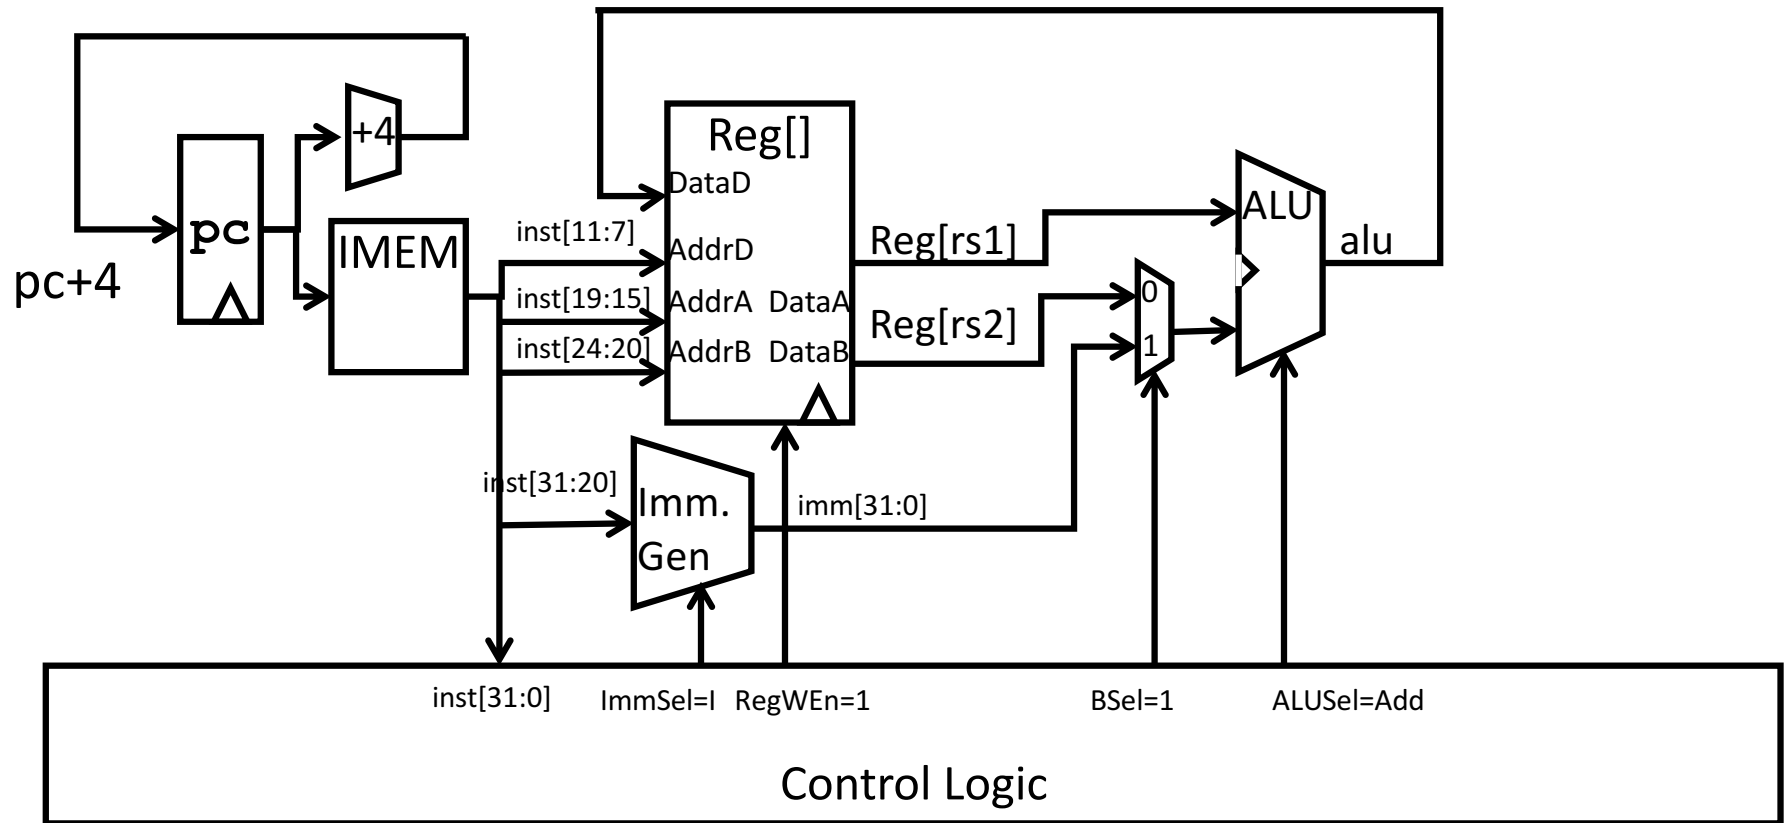 +4
pc
pc+4
IMEM
inst[11:7]
inst[19:15]
inst[24:20]
Reg[]
DataD
AddrD
AddrA DataA
AddrB DataB
Reg[rs1]
Reg[rs2]
0
1
ALU
alu
inst[31:20]
Imm.
Gen
imm[31:0]
inst[31:0]
ImmSel=I
RegWEn=1
BSel=1
ALUSel=Add
Control Logic